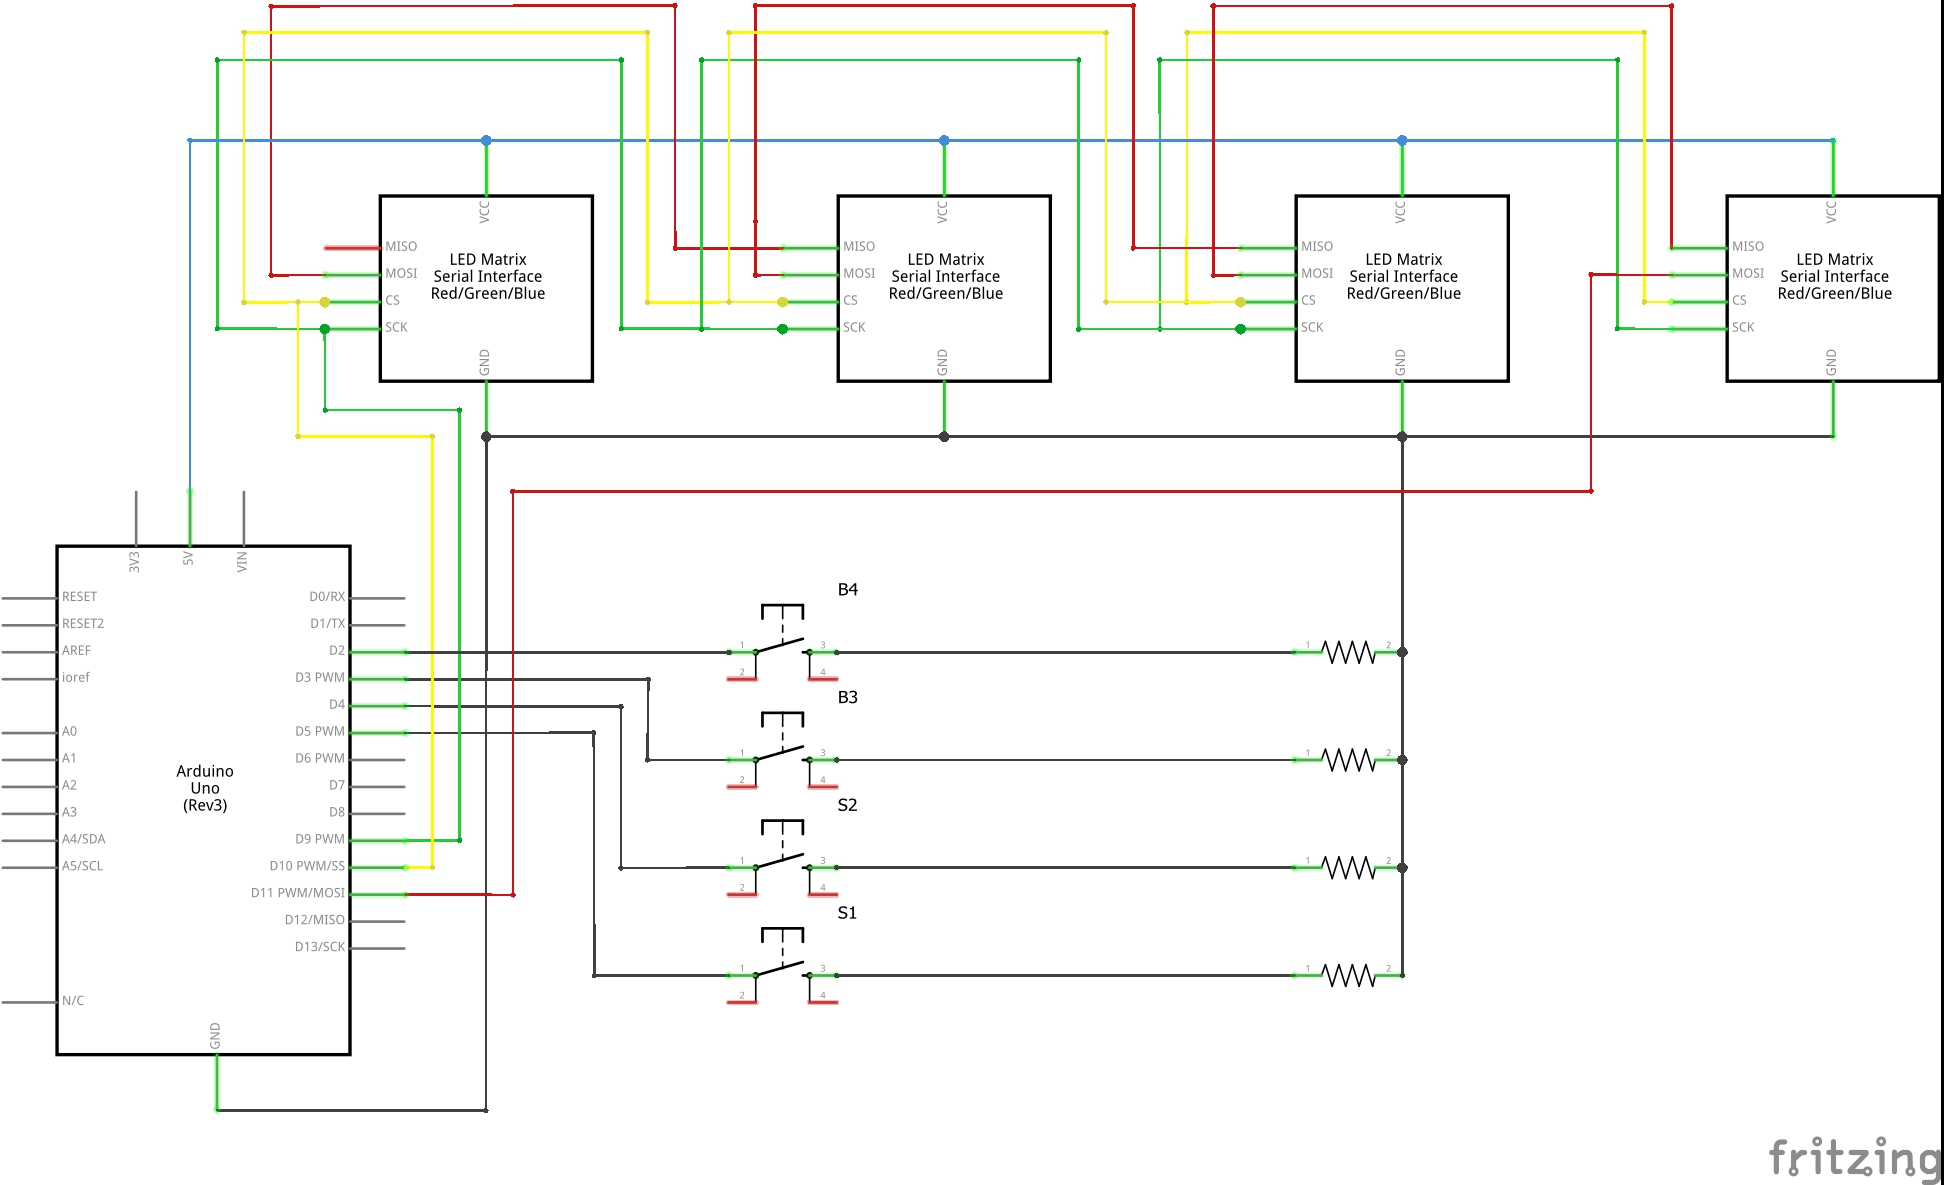 VCC
MISO
MOSI
CS
SCK
GND
LED Matrix
Serial Interface
Red/Green/Blue
VCC
MISO
MOSI
CS
SCK
GND
LED Matrix
Serial Interface
Red/Green/Blue
VCC
MISO
MOSI
CS
SCK
GND
LED Matrix
Serial Interface
Red/Green/Blue
VCC
MISO
MOSI
CS
SCK
GND
LED Matrix
Serial Interface
Red/Green/Blue
3V3
5V
VIN
RESET
RESET2
AREF
ioref
A0
A1
A2
A3
A4/SDA
A5/SCL
N/C
Arduino
Uno
(Rev3)
D0/RX
D1/TX
D2
D3 PWM
D4
D5 PWM
D6 PWM
D7
D8
D9 PWM
D10 PWM/SS
D11 PWM/MOSI
D12/MISO
D13/SCK
GND
B4
1 3
2 4
1 2
B3
1 3
2 4
1 2
S2
1 3
2 4
1 2
S1
1 3
2 4
1 2
fritzing